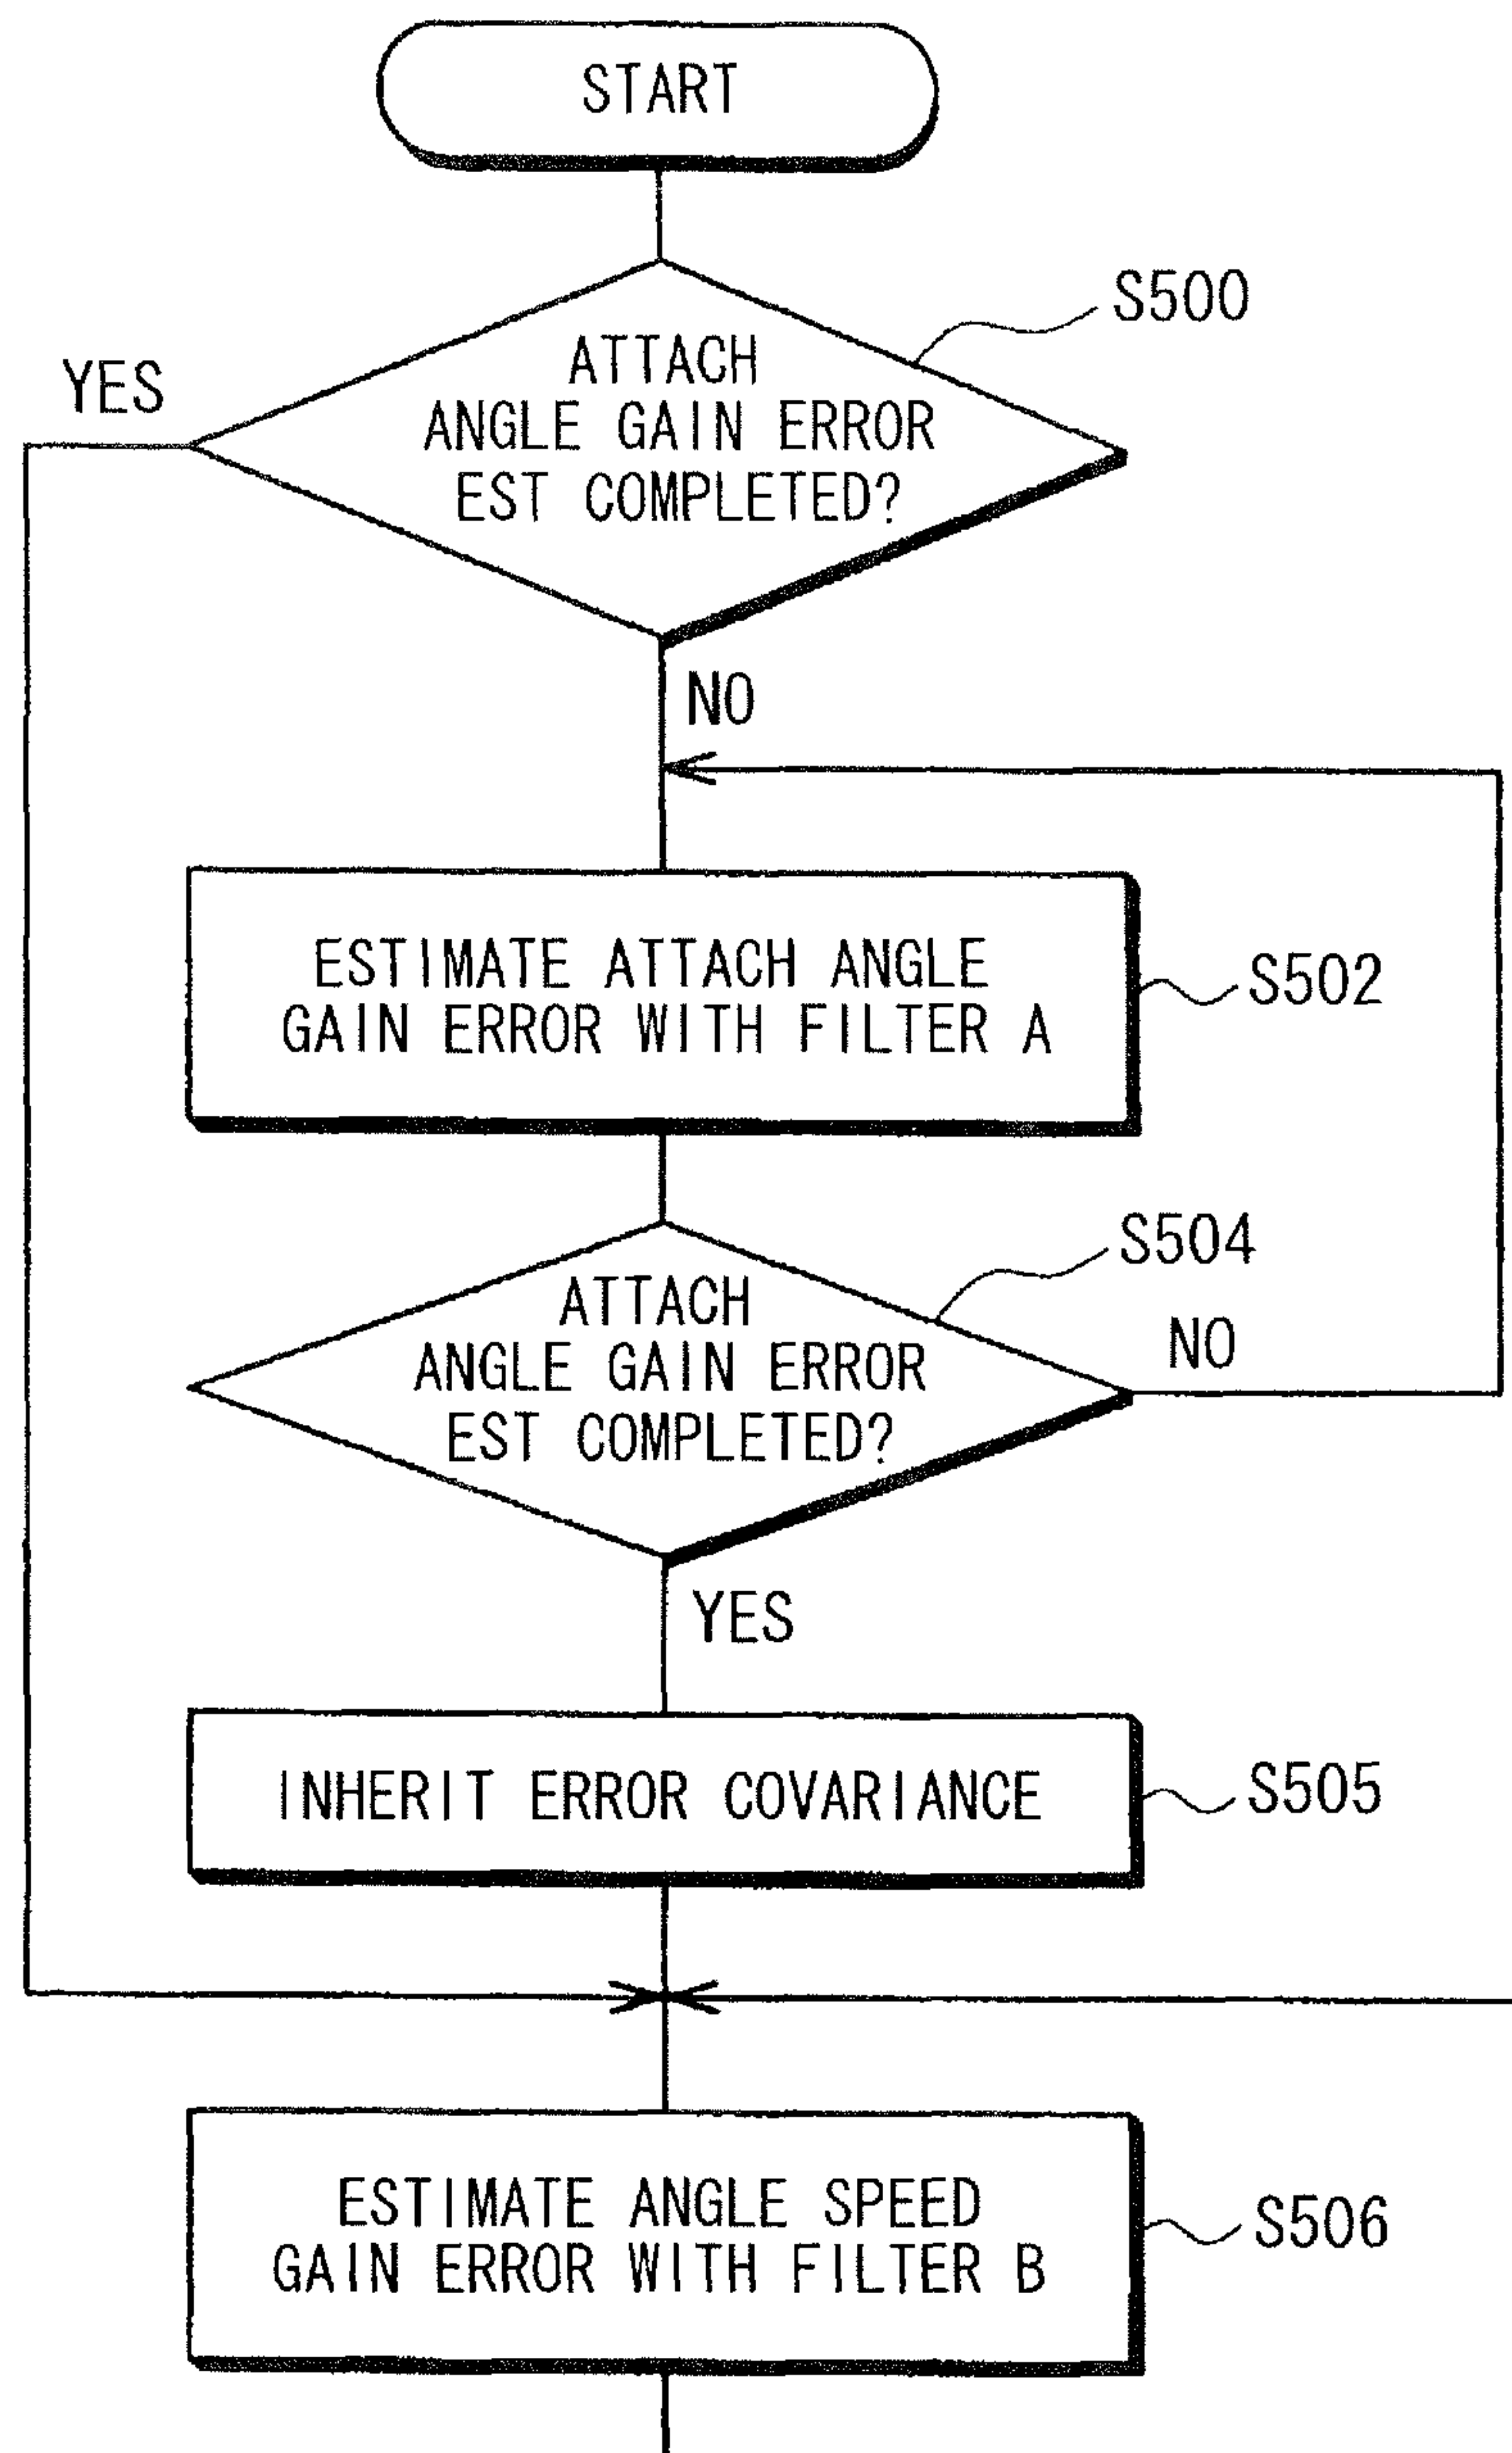 START
S500
YES
ATTACH
ANGLE GAIN ERROR
EST COMPLETED?
NO
ESTIMATE ATTACH ANGLE
GAIN ERROR WITH FILTER A
S502
S504
ATTACH
ANGLE GAIN ERROR
EST COMPLETED?
NO
YES
INHERIT ERROR COVARIANCE
S505
ESTIMATE ANGLE SPEED
GAIN ERROR WITH FILTER B
S506